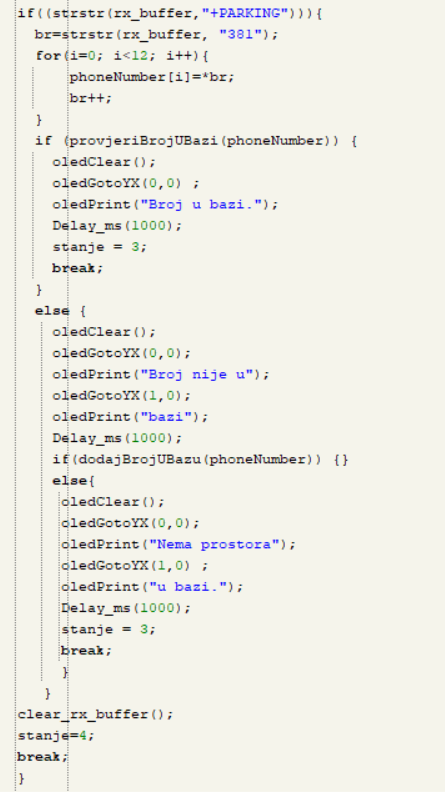 if((strstr(rx_buffer,"+PARKING"))){
br=strstr(rx_buffer, "381");
for(i=0; i<12; i++){
phoneNumber[i]=*br;
br++;
}
if (provjeriBrojUBazi(phoneNumber)) {
oledClear();
oledGotoYX(0,0) ;
oledPrint("Broj u bazi.");
Delay_ms(1000);
stanje = 3;
break;
}
else {
oledClear();
oledGotoYX(0,0);
oledPrint("Broj nije u");
oledGotoYX(1,0);
oledPrint("bazi");
Delay_ms(1000);
if(dodajBrojUBazu(phoneNumber)) {}
else{
oledClear();
oledGotoYX(0,0);
oledPrint("Nema prostora");
oledGotoYX(1,0) ;
oledPrint("u bazi.");
Delay_ms(1000);
stanje = 3;
break;
}
}
clear_rx_buffer();
stanje=4;
break;
}